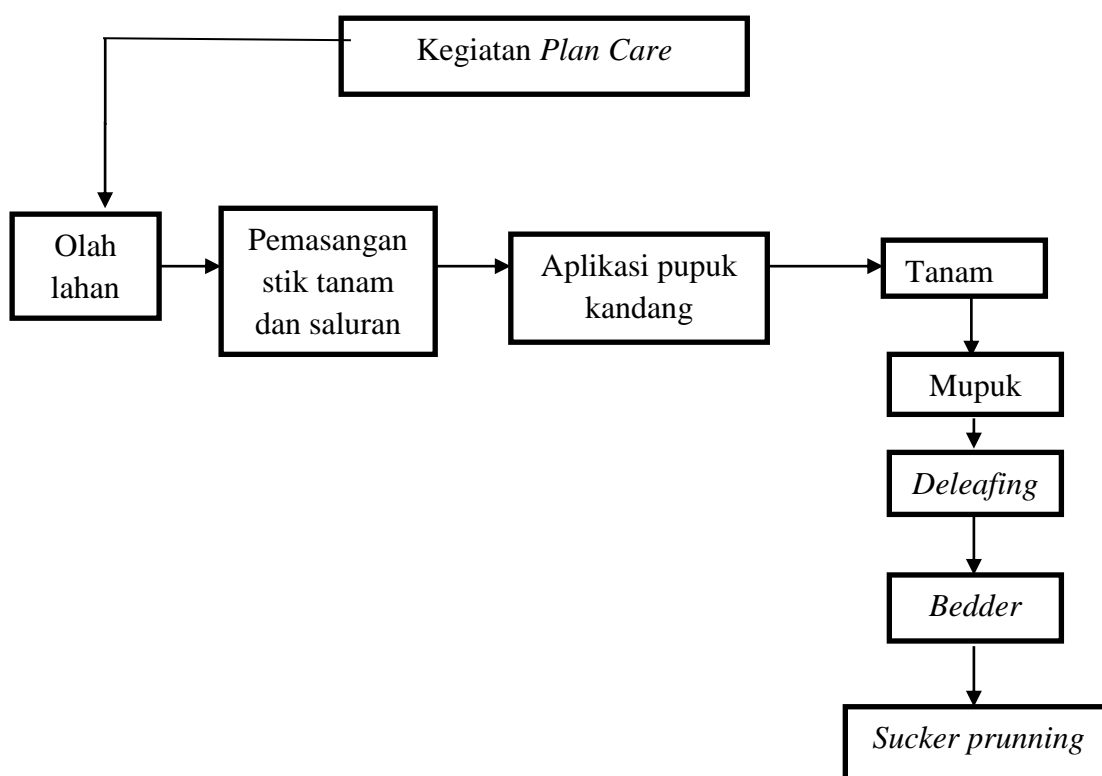 Kegiatan Plan Care
Olah
lahan
Pemasangan
stik tanam
dan saluran
Aplikasi pupuk
kandang
Tanam
Mupuk
Deleafing
Bedder
Sucker prunning